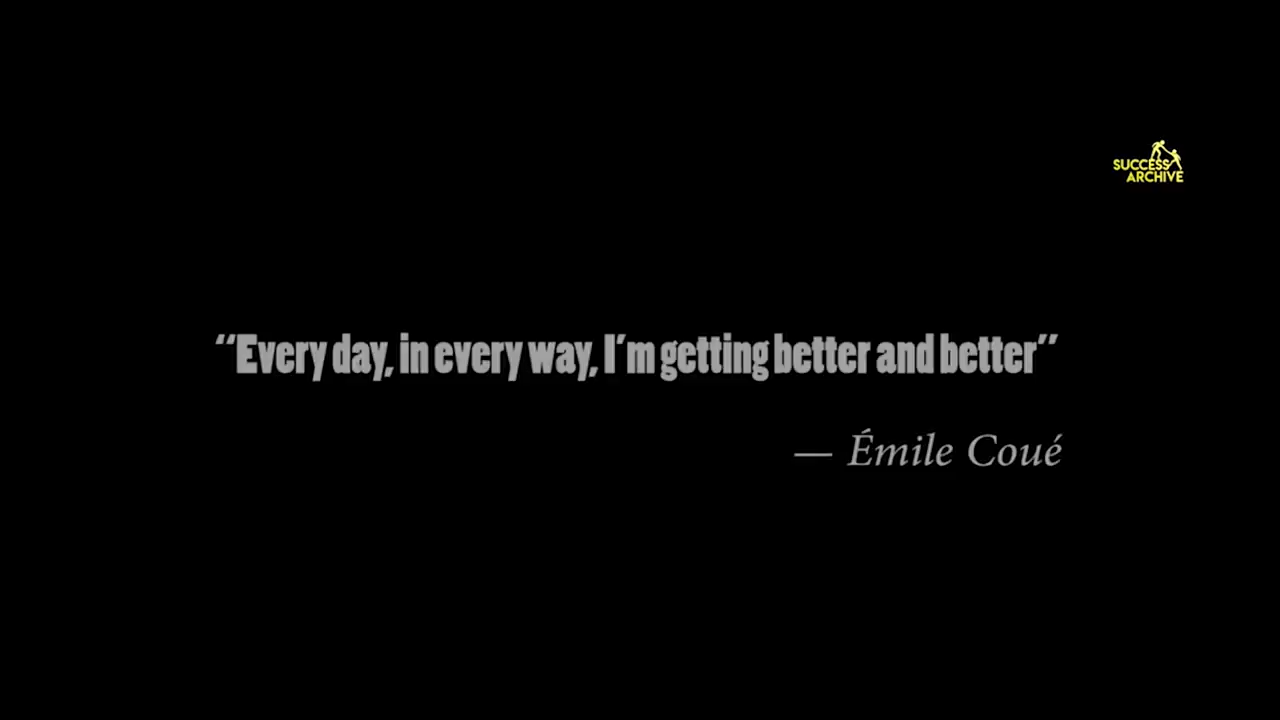 SUCCESS
ARCHIVE
“Every day, in every way, I'm getting better and better”
— Émile Coué